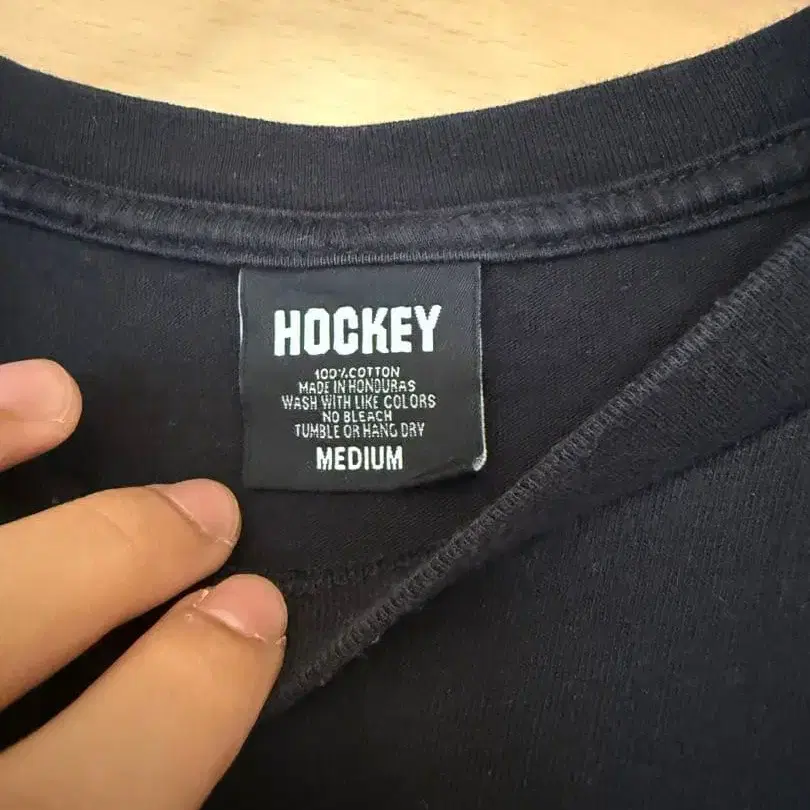 HOCKEY
100% COTTON
MADE IN HONDURAS
WASH WITH LIKE COLORS
NO BLEACH
TUMBLE OR HANG DRY
MEDIUM